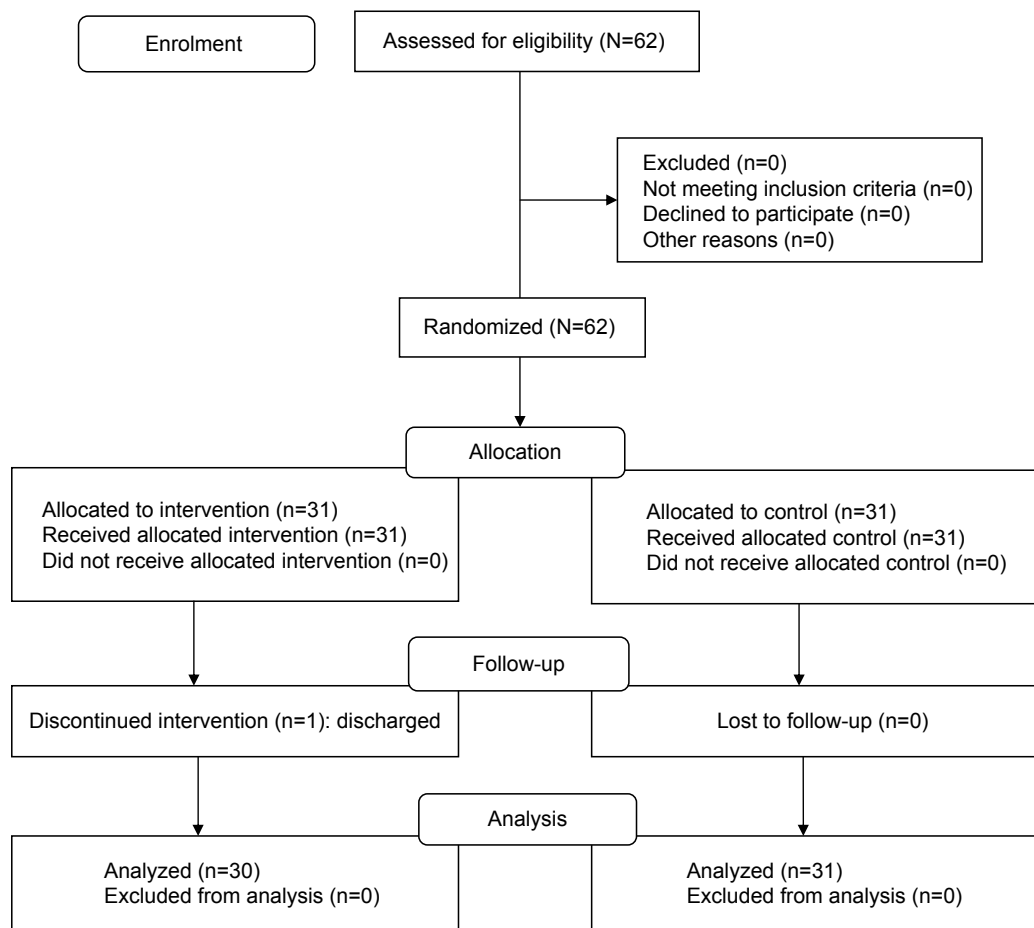 Enrolment
Assessed for eligibility (N=62)
Excluded (n=0)
Not meeting inclusion criteria (n=0)
Declined to participate (n=0)
Other reasons (n=0)
Randomized (N=62)
Allocation
Allocated to intervention (n=31)
Received allocated intervention (n=31)
Did not receive allocated intervention (n=0)
Allocated to control (n=31)
Received allocated control (n=31)
Did not receive allocated control (n=0)
Follow-up
Discontinued intervention (n=1): discharged
Lost to follow-up (n=0)
Analysis
Analyzed (n=30)
Excluded from analysis (n=0)
Analyzed (n=31)
Excluded from analysis (n=0)